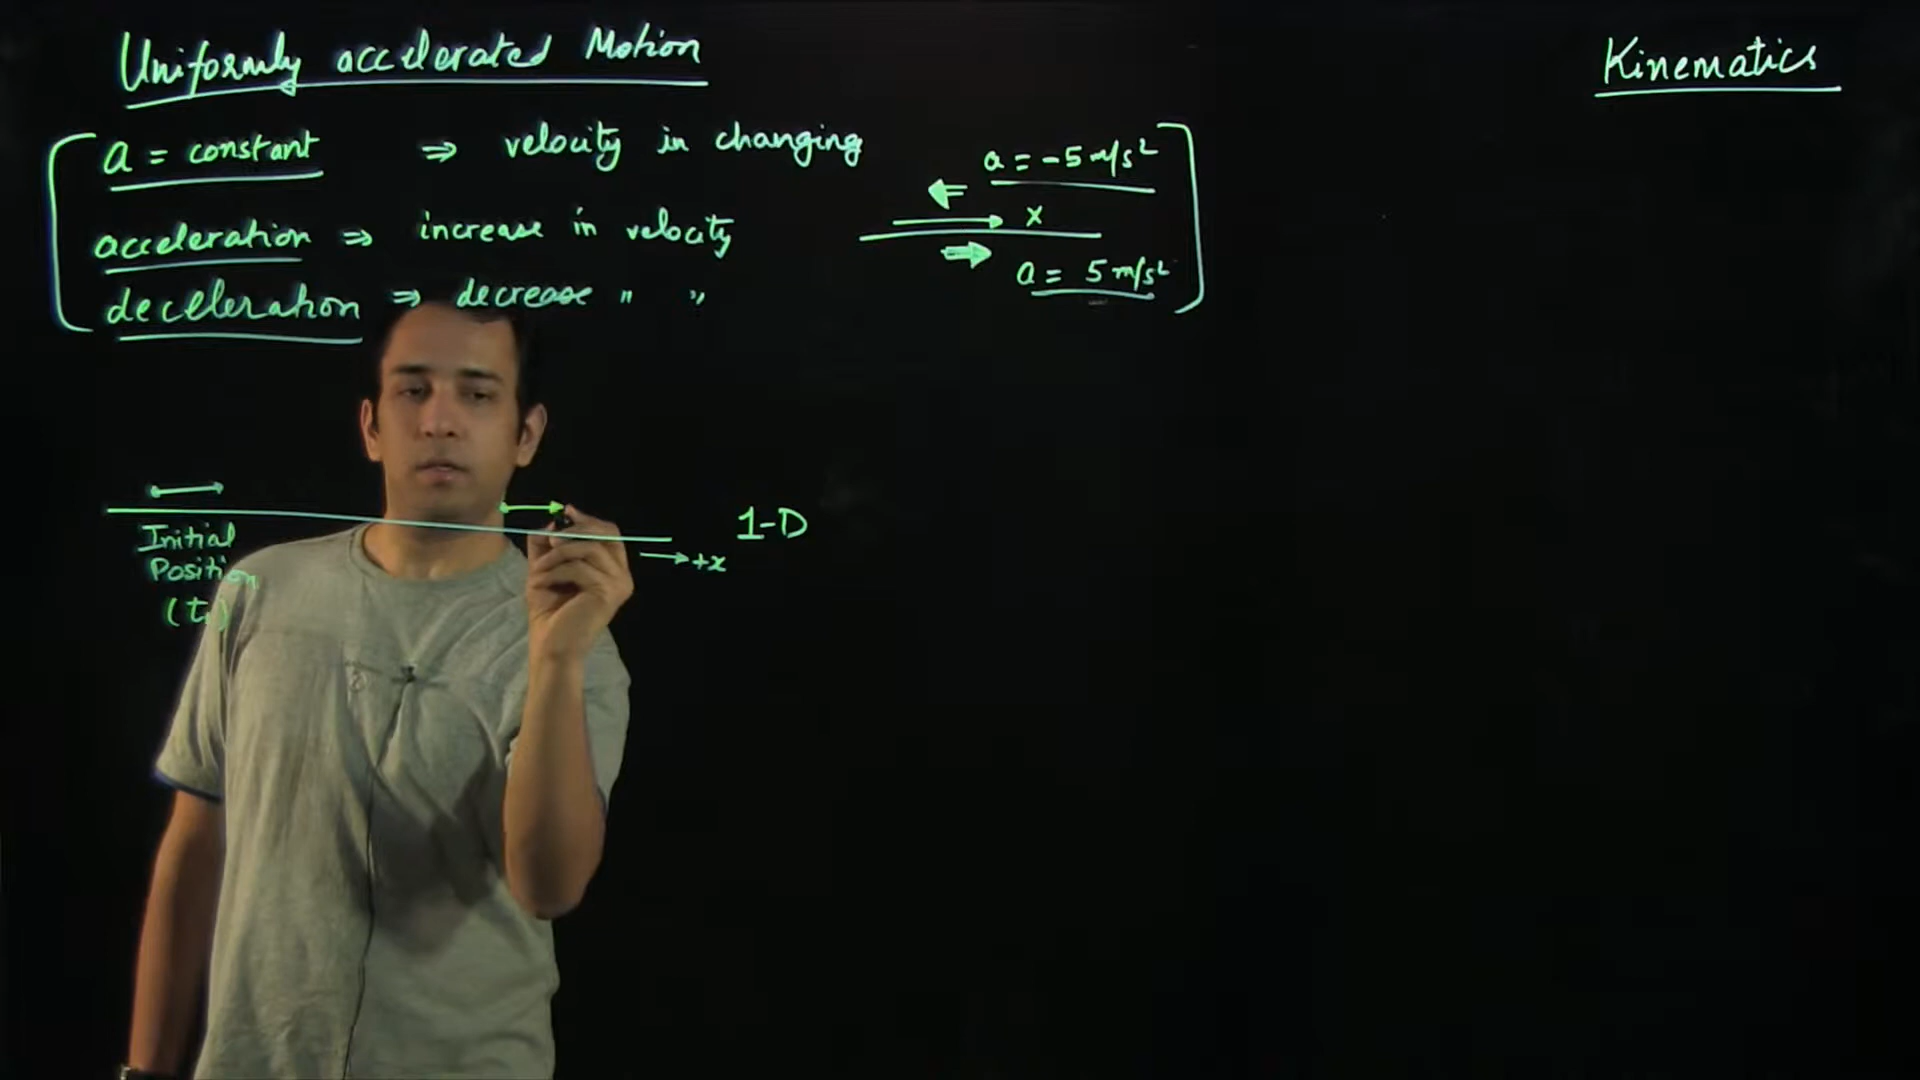 Uniformly accelerated Motion
Kinematics
a = constant ⇒ velocity in changing
a = -5 m/s²
x
acceleration ⇒ increase in velocity
a = 5 m/s²
deceleration ⇒ decrease " "
1-D
+x
Initial
Position